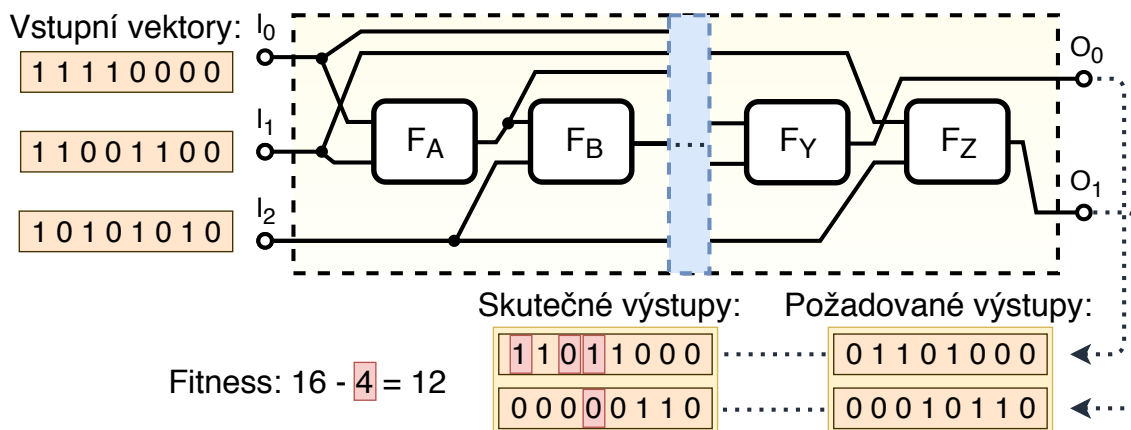 Vstupní vektory:
I0
O0
1 1 1 1 0 0 0 0
FA
FB
FY
FZ
I1
1 1 0 0 1 1 0 0
O1
I2
1 0 1 0 1 0 1 0
Skutečné výstupy:
Požadované výstupy:
1 1 0 1 1 0 0 0
0 1 1 0 1 0 0 0
Fitness: 16 - 4 = 12
0 0 0 0 0 1 1 0
0 0 0 1 0 1 1 0